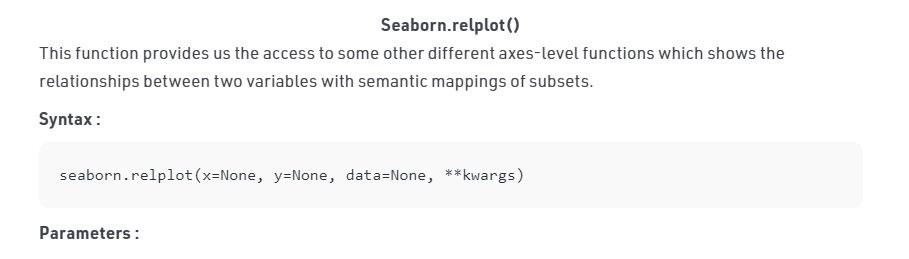 Seaborn.relplot()
This function provides us the access to some other different axes-level functions which shows the
relationships between two variables with semantic mappings of subsets.
Syntax :
seaborn.relplot(x=None, y=None, data=None, **kwargs)
Parameters :